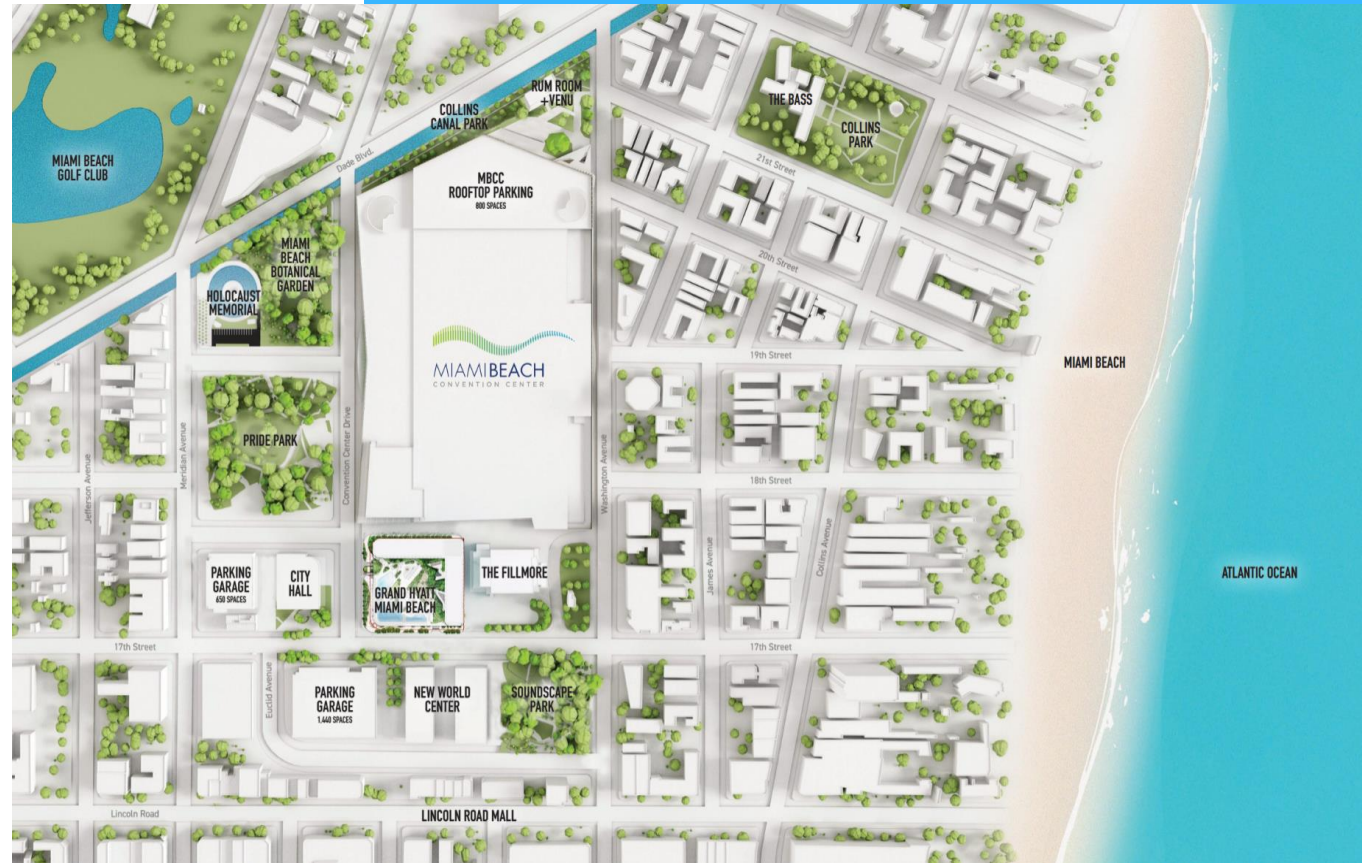 RUM ROOM
+VENU
COLLINS
CANAL PARK
THE BASS
COLLINS
PARK
MIAMI BEACH
GOLF CLUB
Dade Blvd.
21st Street
MBCC
ROOFTOP PARKING
800 SPACES
MIAMI
BEACH
BOTANICAL
GARDEN
20th Street
HOLOCAUST
MEMORIAL
MIAMIBEACH
CONVENTION CENTER
19th Street
MIAMI BEACH
PRIDE PARK
Jefferson Avenue
Meridian Avenue
Convention Center Drive
Washington Avenue
18th Street
James Avenue
Collins Avenue
PARKING
GARAGE
650 SPACES
CITY
HALL
GRAND HYATT
MIAMI BEACH
THE FILLMORE
ATLANTIC OCEAN
17th Street
17th Street
Euclid Avenue
PARKING
GARAGE
1,440 SPACES
NEW WORLD
CENTER
SOUNDSCAPE
PARK
Lincoln Road
LINCOLN ROAD MALL